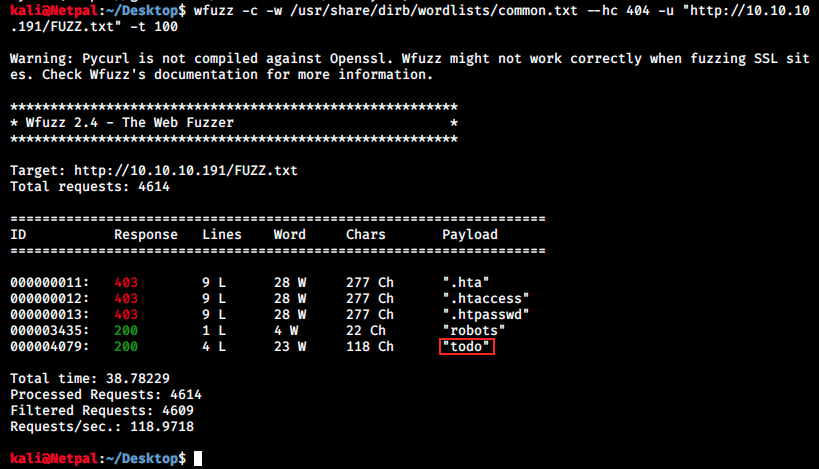 kali@Netpal:~/Desktop$ wfuzz -c -w /usr/share/dirb/wordlists/common.txt --hc 404 -u "http://10.10.10
.191/FUZZ.txt" -t 100
Warning: Pycurl is not compiled against Openssl. Wfuzz might not work correctly when fuzzing SSL sit
es. Check Wfuzz's documentation for more information.
********************************************************
* Wfuzz 2.4 - The Web Fuzzer                           *
********************************************************
Target: http://10.10.10.191/FUZZ.txt
Total requests: 4614
===================================================================
ID           Response   Lines    Word     Chars       Payload
===================================================================
000000011:   403        9 L      28 W     277 Ch      ".hta"
000000012:   403        9 L      28 W     277 Ch      ".htaccess"
000000013:   403        9 L      28 W     277 Ch      ".htpasswd"
000003435:   200        1 L      4 W      22 Ch       "robots"
000004079:   200        4 L      23 W     118 Ch      "todo"
Total time: 38.78229
Processed Requests: 4614
Filtered Requests: 4609
Requests/sec.: 118.9718
kali@Netpal:~/Desktop$